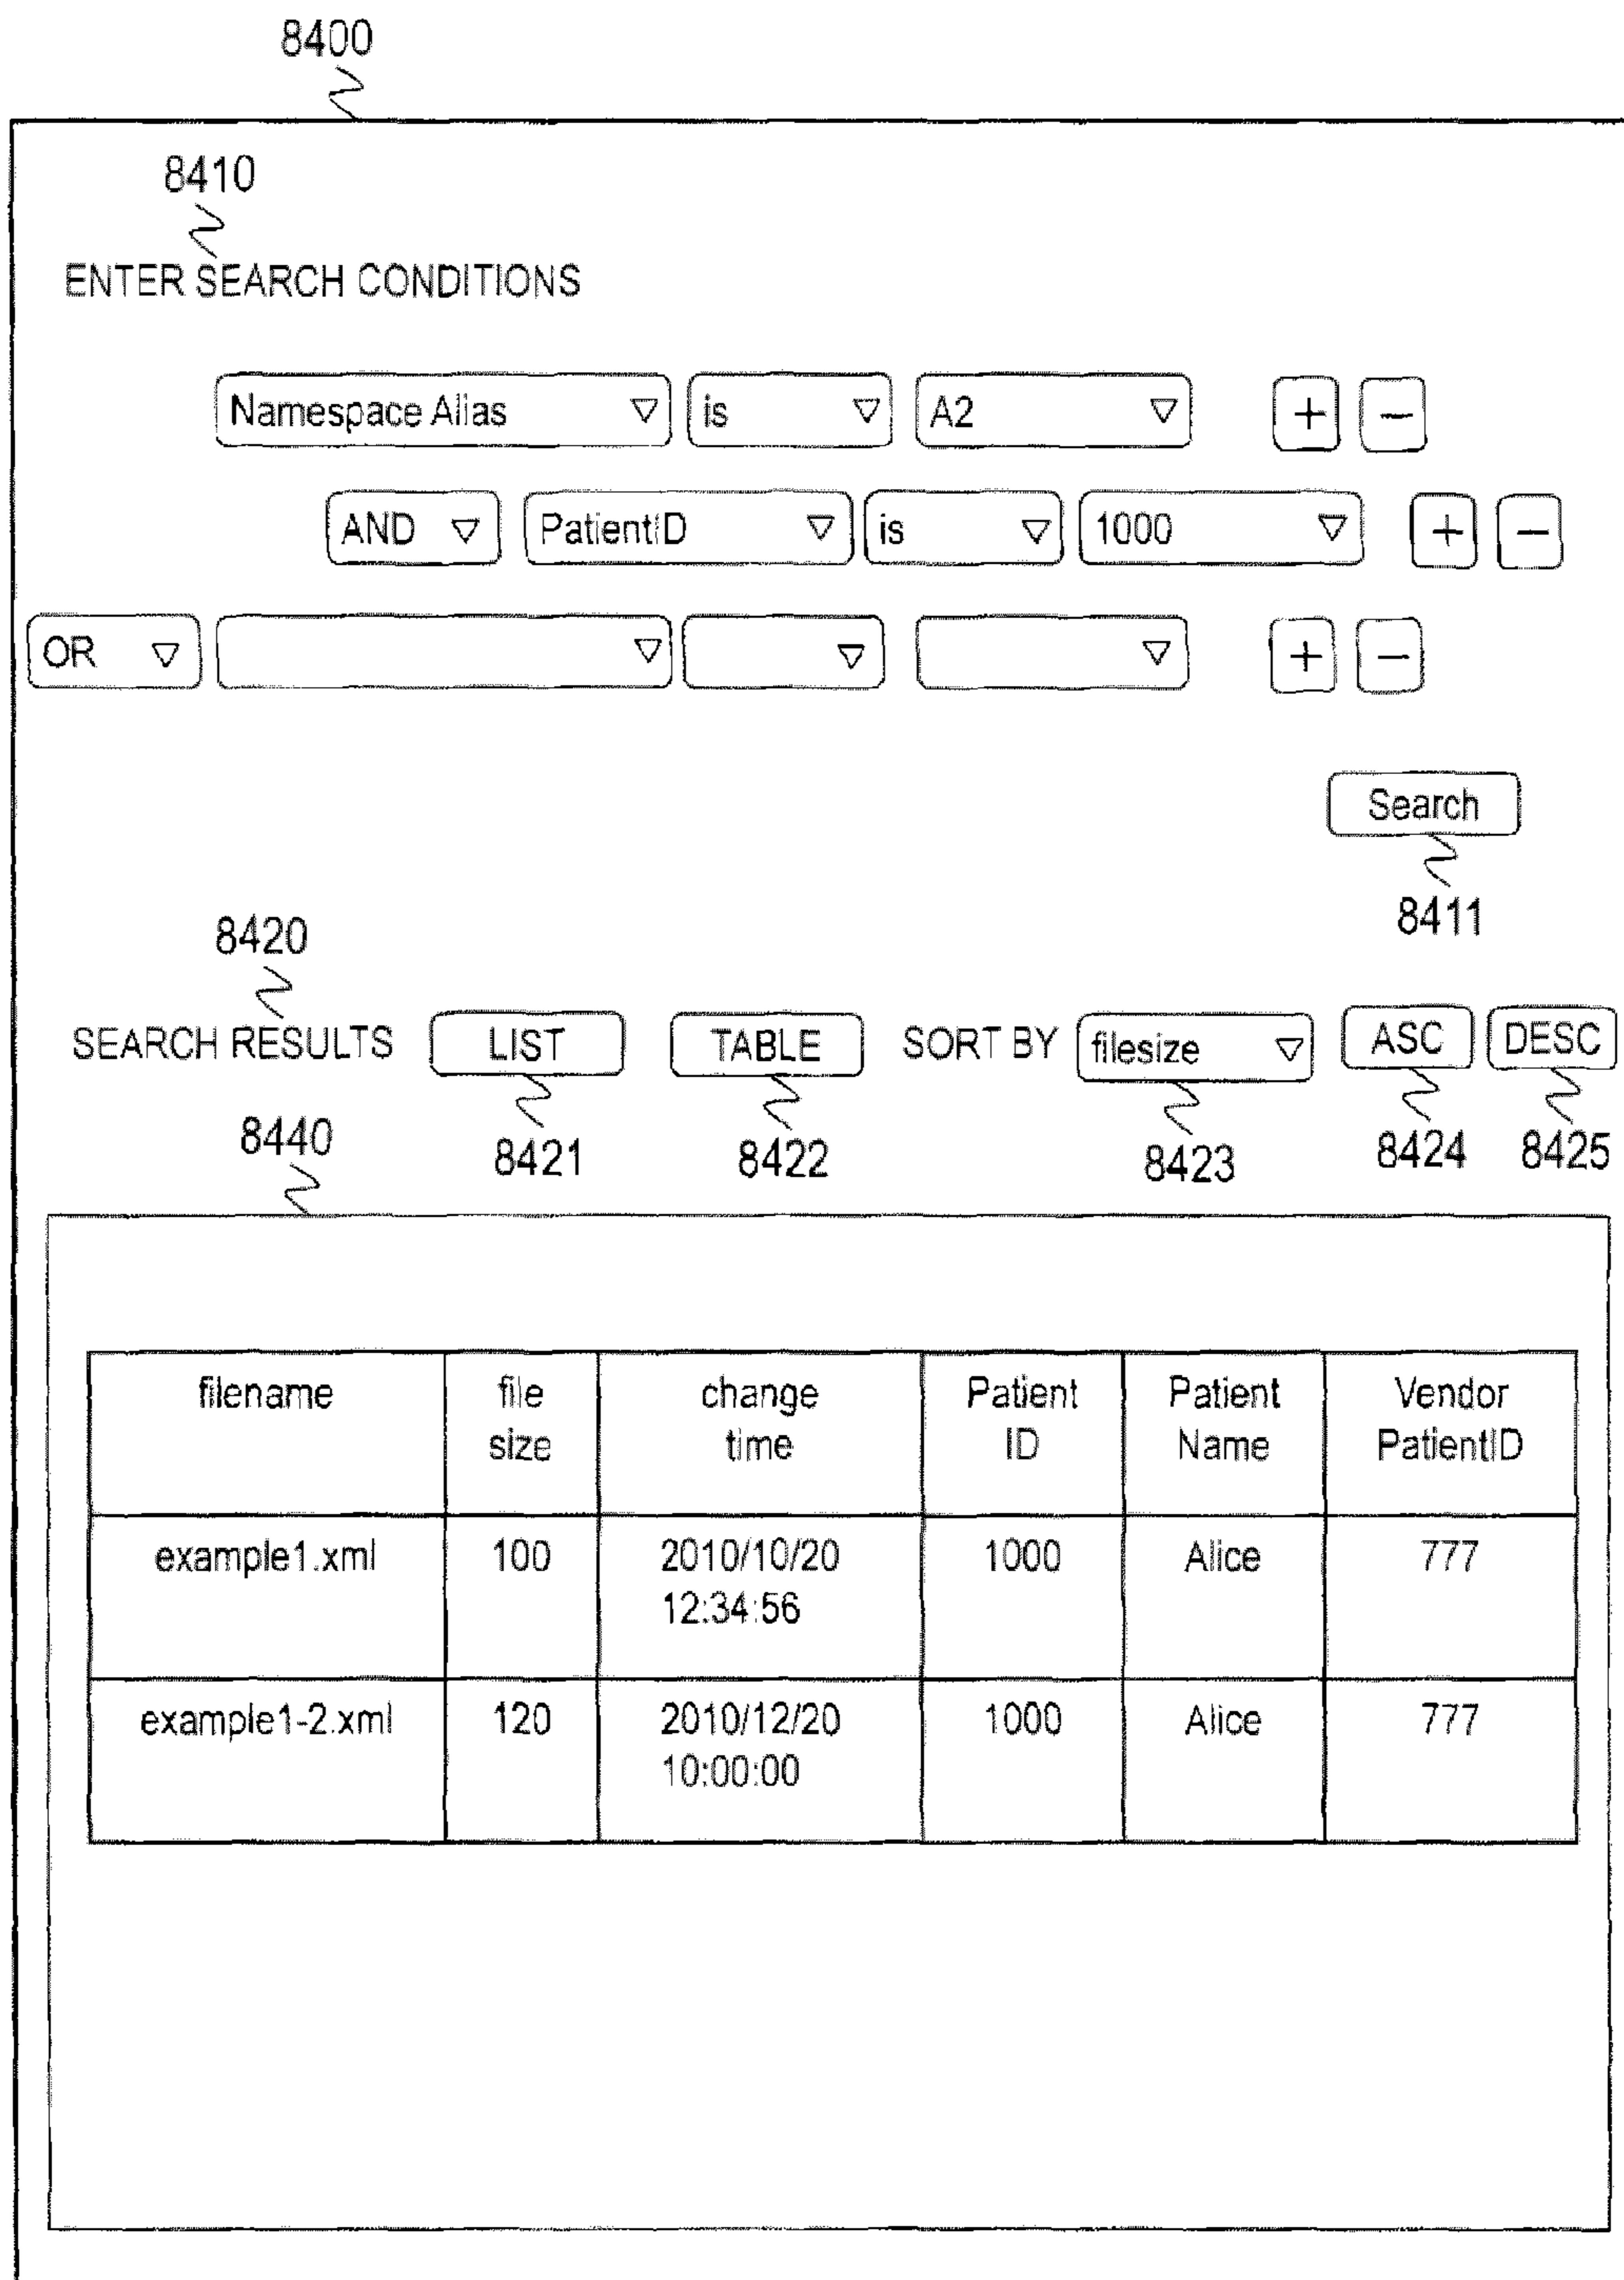 8400
8410
ENTER SEARCH CONDITIONS
Namespace Alias is A2 + −
AND PatientID is 1000 + −
OR + −
Search
8411
8420
SEARCH RESULTS LIST TABLE SORT BY filesize ASC DESC
8440 8421 8422 8423 8424 8425
filename file size change time Patient ID Patient Name Vendor PatientID
example1.xml 100 2010/10/20 12:34:56 1000 Alice 777
example1-2.xml 120 2010/12/20 10:00:00 1000 Alice 777